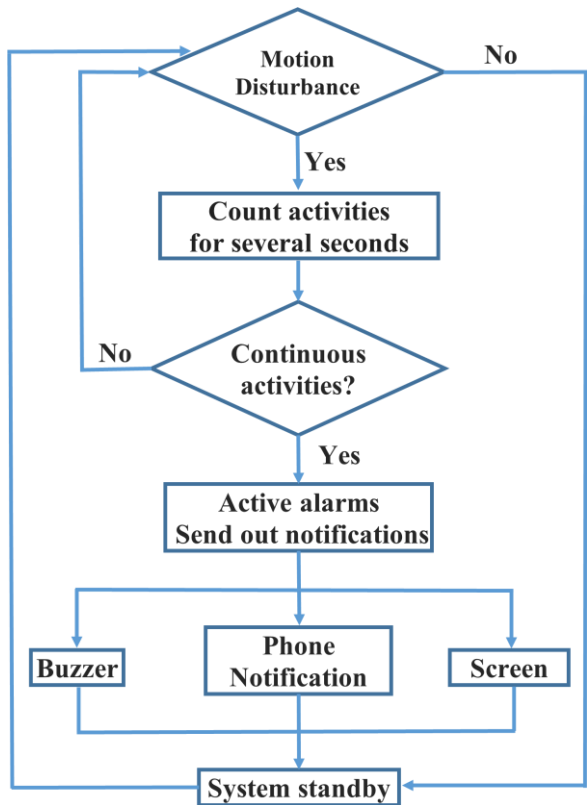 Motion
Disturbance
No
Yes
Count activities
for several seconds
No
Continuous
activities?
Yes
Active alarms
Send out notifications
Buzzer
Phone
Notification
Screen
System standby